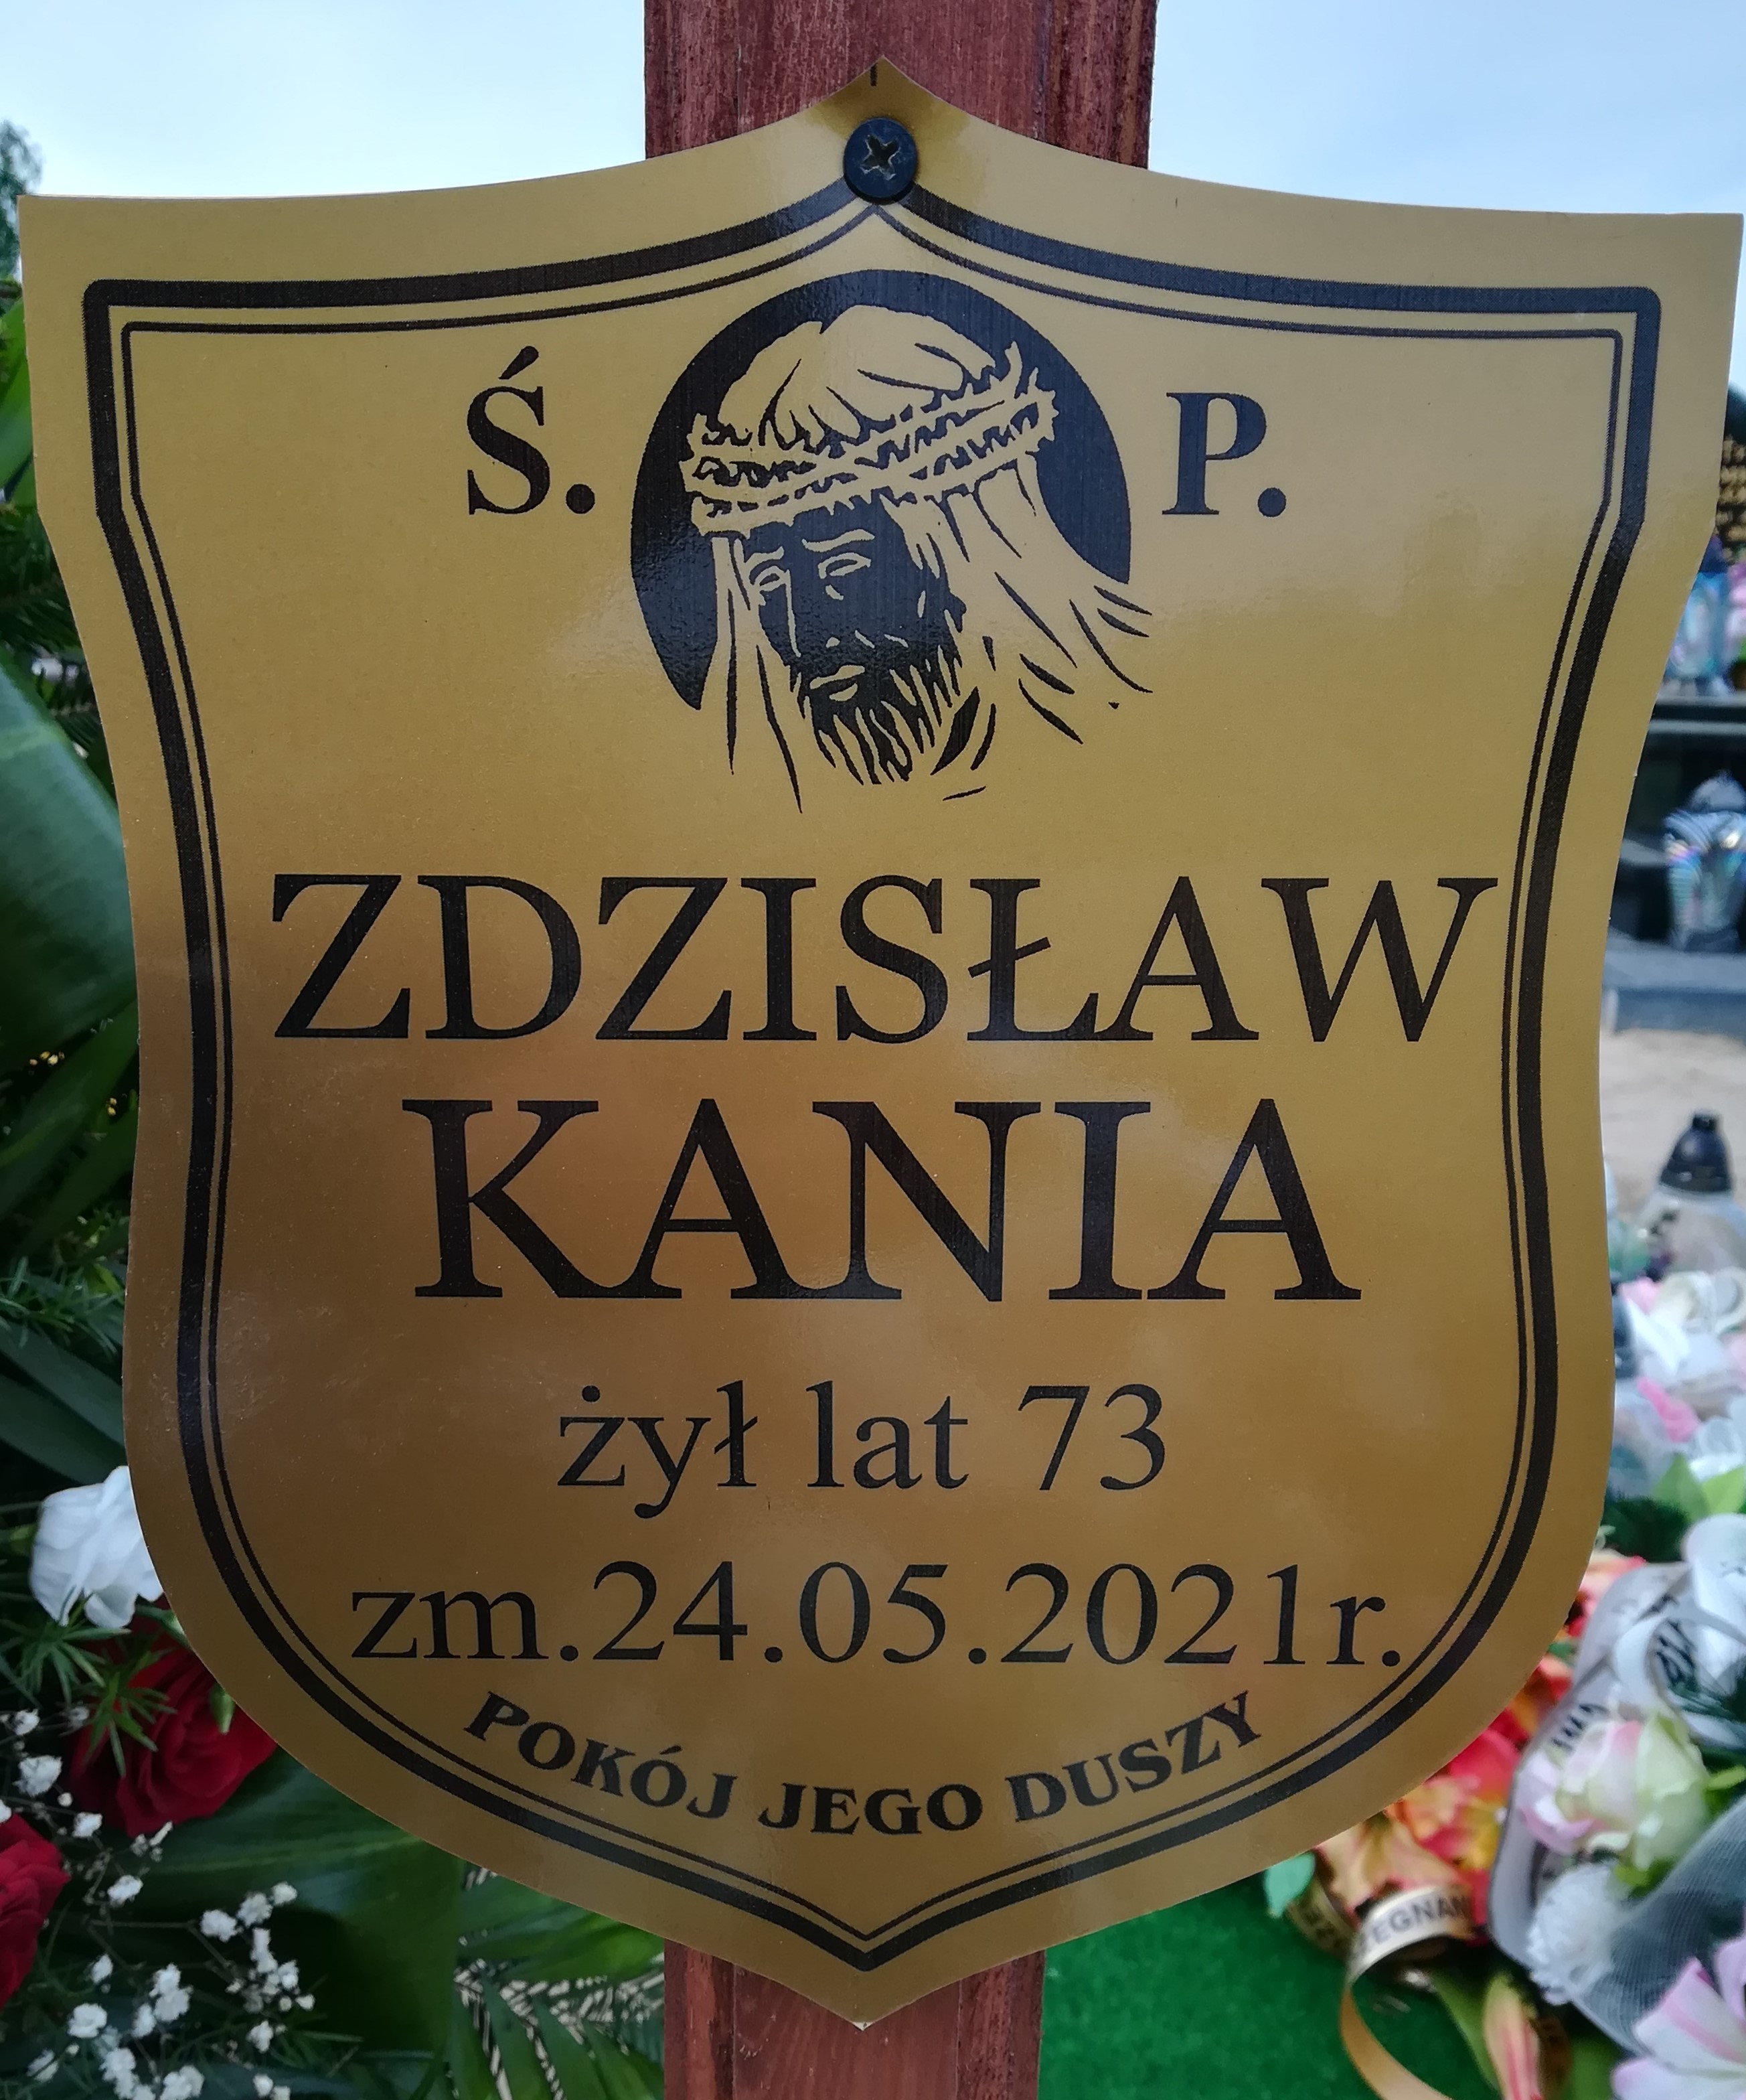 Ś. P.
ZDZISŁAW
KANIA
żył lat 73
zm.24.05.2021r.
POKÓJ JEGO DUSZY